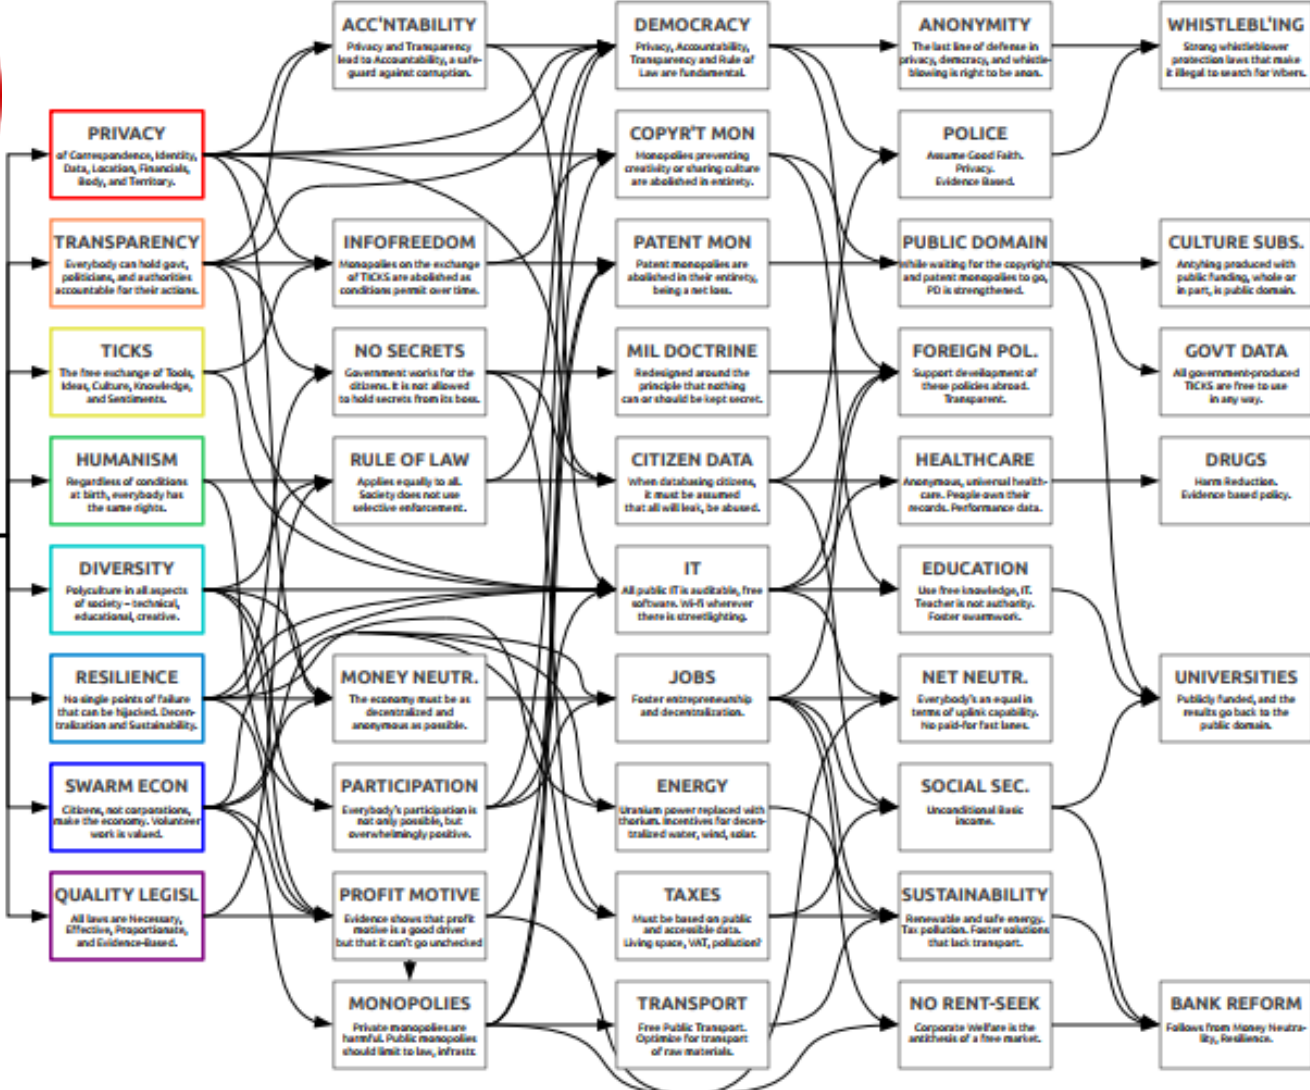 ACC'NTABILITY
Privacy and Transparency
lead to Accountability, a safe-
guard against corruption.
DEMOCRACY
Privacy, Accountability,
Transparency and Rule of
Law are fundamental.
ANONYMITY
The last line of defense in
privacy, demcracy, and whistle-
blowing is right to be anon.
WHISTLEBL'ING
Strong whistleblower
protection laws that make
it illegal to search for Wbers.
PRIVACY
of Correspondence, Identity,
Data, Location, Financials,
Body, and Territory.
COPYR'T MON
Monopolies preventing
creativity or sharing culture
are abolished in entirety.
POLICE
Assume Good Faith.
Privacy.
Evidence Based.
TRANSPARENCY
Everybody can hold govt,
politicians, and authorities
accountable for their actions.
INFOFREEDOM
Monopolies on the exchange
of TICKS are abolished as
conditions permit over time.
PATENT MON
Patent monopolies are
abolished in their entirety,
being a net loss.
PUBLIC DOMAIN
While waiting for the copyright
and patent monopolies to go,
PD is strengthened.
CULTURE SUBS.
Antyhing produced with
public funding, whole or
in part, is public domain.
TICKS
The free exchange of Tools,
Ideas, Culture, Knowledge,
and Sentiments.
NO SECRETS
Government works for the
citizens. It is not allowed
to hold secrets from its boss.
MIL DOCTRINE
Redesigned around the
principle that nothing
can or should be kept secret.
FOREIGN POL.
Support development of
these policies abroad.
Transparent.
GOVT DATA
All government-produced
TICKS are free to use
in any way.
HUMANISM
Regardless of conditions
at birth, everybody has
the same rights.
RULE OF LAW
Applies equally to all.
Society does not use
selective enforcement.
CITIZEN DATA
When databasing citizens,
it must be assumed
that all will leak, be abused.
HEALTHCARE
Anonymous, universal health-
care. People own their
records. Performance data.
DRUGS
Harm Reduction.
Evidence based policy.
DIVERSITY
Polyculture in all aspects
of society – technical,
educational, creative.
IT
All public IT is auditable, free
software. Wi-fi wherever
there is streetlighting.
EDUCATION
Use free knowledge, IT.
Teacher is not authority.
Foster swarmwork.
RESILIENCE
No single points of failure
that can be hijacked. Decen-
tralization and Sustainability.
MONEY NEUTR.
The economy must be as
decentralized and
anonymous as possible.
JOBS
Foster entrepreneurship
and decentralization.
NET NEUTR.
Everybody's an equal in
terms of uplink capability.
No paid-for fast lanes.
UNIVERSITIES
Publicly funded, and the
results go back to the
public domain.
SWARM ECON
Citizens, not corporations,
make the economy. Volunteer
work is valued.
PARTICIPATION
Everybody's participation is
not only possible, but
overwhelmingly positive.
ENERGY
Uranium power replaced with
thorium. Incentives for decen-
tralized water, wind, solar.
SOCIAL SEC.
Unconditional Basic
income.
QUALITY LEGISL
All laws are Necessary,
Effective, Proportionate,
and Evidence-Based.
PROFIT MOTIVE
Evidence shows that profit
motive is a good driver
but that it can't go unchecked
TAXES
Must be based on public
and accessible data.
Living space, VAT, pollution?
SUSTAINABILITY
Renewable and safe energy.
Tax pollution. Foster solutions
that lack transport.
MONOPOLIES
Private monopolies are
harmful. Public monopolies
should limit to law, infrastr.
TRANSPORT
Free Public Transport.
Optimize for transport
of raw materials.
NO RENT-SEEK
Corporate Welfare is the
antithesis of a free market.
BANK REFORM
Follows from Money Neutra-
lity, Resilience.